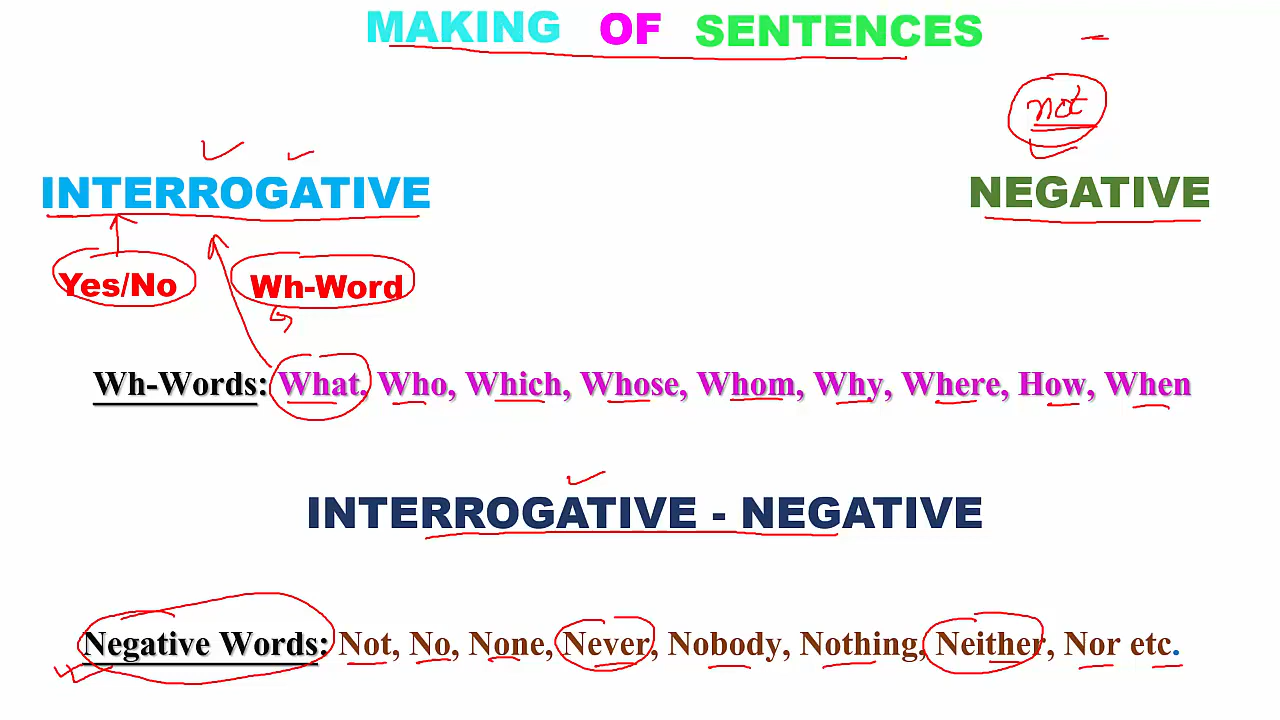 MAKING OF SENTENCES
not
INTERROGATIVE NEGATIVE
Yes/No Wh-Word
Wh-Words: What, Who, Which, Whose, Whom, Why, Where, How, When
INTERROGATIVE - NEGATIVE
Negative Words: Not, No, None, Never, Nobody, Nothing, Neither, Nor etc.